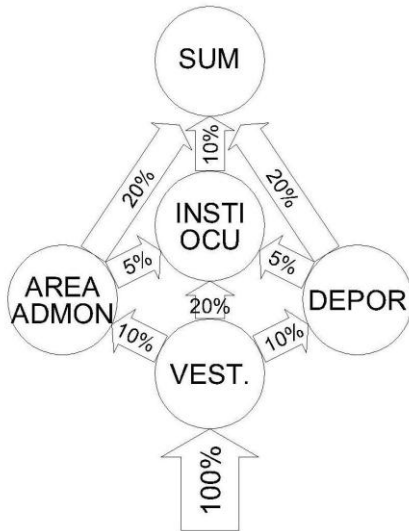 SUM
10%
20%
20%
INSTI
OCU
5%
5%
AREA
ADMON
DEPOR
20%
10%
10%
VEST.
100%